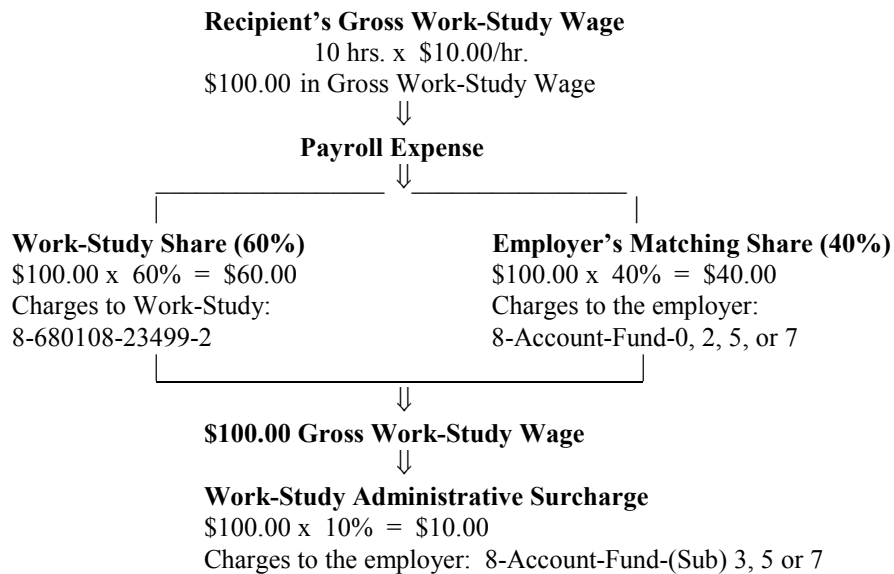 Recipient's Gross Work-Study Wage
10 hrs. x $10.00/hr.
$100.00 in Gross Work-Study Wage
⇓
Payroll Expense
⇓
Work-Study Share (60%)
$100.00 x 60% = $60.00
Charges to Work-Study:
8-680108-23499-2
Employer's Matching Share (40%)
$100.00 x 40% = $40.00
Charges to the employer:
8-Account-Fund-0, 2, 5, or 7
⇓
$100.00 Gross Work-Study Wage
⇓
Work-Study Administrative Surcharge
$100.00 x 10% = $10.00
Charges to the employer: 8-Account-Fund-(Sub) 3, 5 or 7